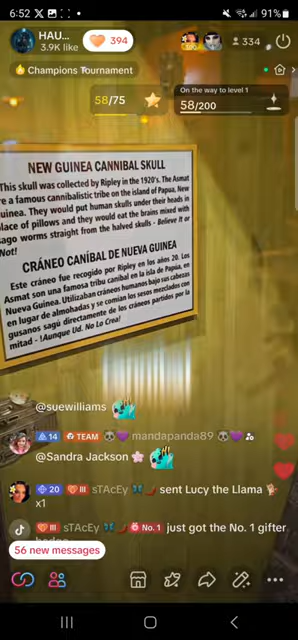 6:52
91%
HAU...
3.9K like
394
334
Champions Tournament
58/75
On the way to level 1
58/200
NEW GUINEA CANNIBAL SKULL
This skull was collected by Ripley in the 1920's. The Asmat
re a famous cannibalistic tribe on the island of Papua, New
uinea. They would put human skulls under their heads in
lace of pillows and they would eat the brains mixed with
sago worms straight from the halved skulls - Believe It or
Not!
CRÁNEO CANÍBAL DE NUEVA GUINEA
Este cráneo fue recogido por Ripley en los años 20. Los
Asmat son una famosa tribu caníbal en la isla de Papúa, en
Nueva Guinea. Utilizaban cráneos humanos bajo sus cabezas
en lugar de almohadas y se comían los sesos mezclados con
gusanos sagú directamente de los cráneos partidos por la
mitad - ¡Aunque Ud. No Lo Crea!
@suewilliams
14 TEAM mandapanda89
@Sandra Jackson
20 III sTAcEy sent Lucy the Llama
x1
III sTAcEy No. 1 just got the No. 1 gifter
56 new messages